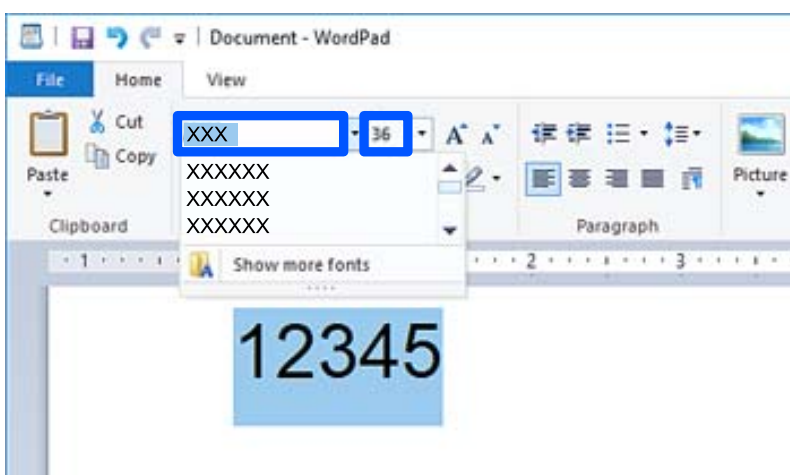 Document - WordPad
File Home View
Cut
Copy
Paste
Clipboard
XXX 36 A A
XXXXXX
XXXXXX
XXXXXX
Show more fonts
Paragraph
Picture
1 2 3
12345